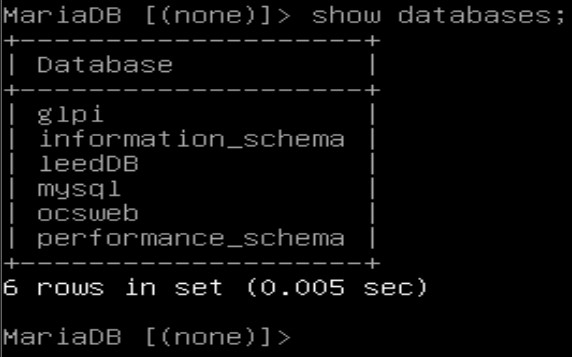 MariaDB [(none)]> show databases;
+--------------------+
| Database           |
+--------------------+
| glpi               |
| information_schema |
| leedDB             |
| mysql              |
| ocsweb             |
| performance_schema |
+--------------------+
6 rows in set (0.005 sec)

MariaDB [(none)]>